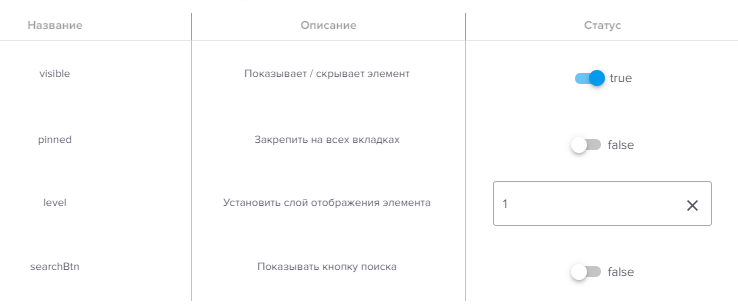 Название Описание Статус
visible Показывает / скрывает элемент true
pinned Закрепить на всех вкладках false
level Установить слой отображения элемента 1
searchBtn Показывать кнопку поиска false